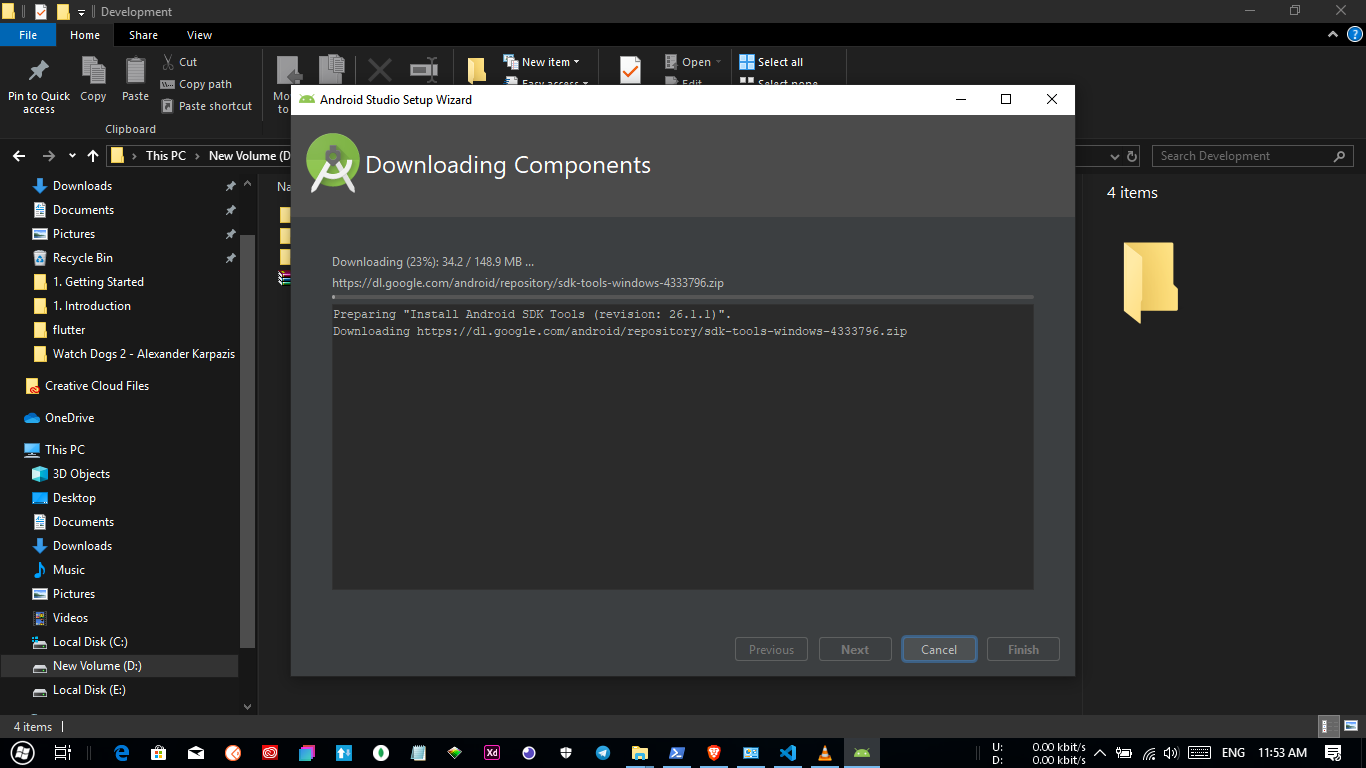 Development
File Home Share View
Pin to Quick access
Copy
Paste
Cut
Copy path
Paste shortcut
Clipboard
New item
Easy access
Open
Edit
Select all
Select none
This PC
New Volume (D
Search Development
Android Studio Setup Wizard
Downloading Components
Downloading (23%): 34.2 / 148.9 MB ...
https://dl.google.com/android/repository/sdk-tools-windows-4333796.zip
Preparing "Install Android SDK Tools (revision: 26.1.1)".
Downloading https://dl.google.com/android/repository/sdk-tools-windows-4333796.zip
Previous
Next
Cancel
Finish
Downloads
Documents
Pictures
Recycle Bin
1. Getting Started
1. Introduction
flutter
Watch Dogs 2 - Alexander Karpazis
Creative Cloud Files
OneDrive
This PC
3D Objects
Desktop
Documents
Downloads
Music
Pictures
Videos
Local Disk (C:)
New Volume (D:)
Local Disk (E:)
4 items
4 items
Xd
U: 0.00 kbit/s
D: 0.00 kbit/s
ENG
11:53 AM